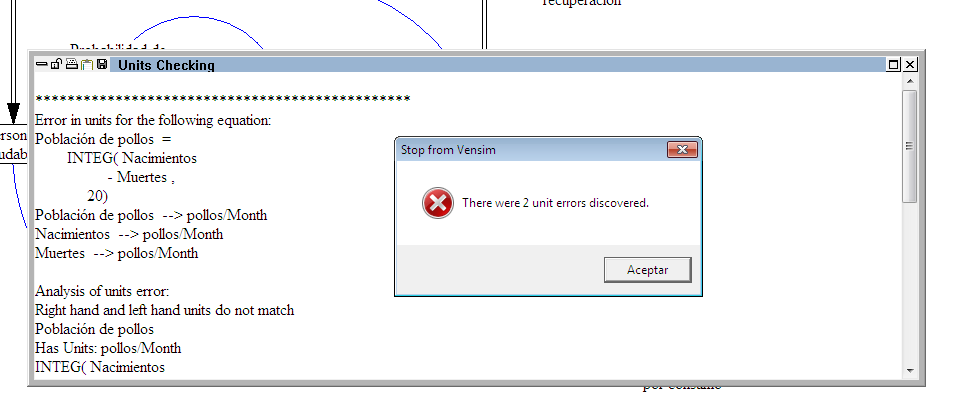 recuperación
Probabilidad de
Units Checking
************************************************
Error in units for the following equation:
Población de pollos =
INTEG( Nacimientos
- Muertes ,
20)
Población de pollos --> pollos/Month
Nacimientos --> pollos/Month
Muertes --> pollos/Month
Analysis of units error:
Right hand and left hand units do not match
Población de pollos
Has Units: pollos/Month
INTEG( Nacimientos
Stop from Vensim
There were 2 unit errors discovered.
Aceptar
erson
udab
por consumo